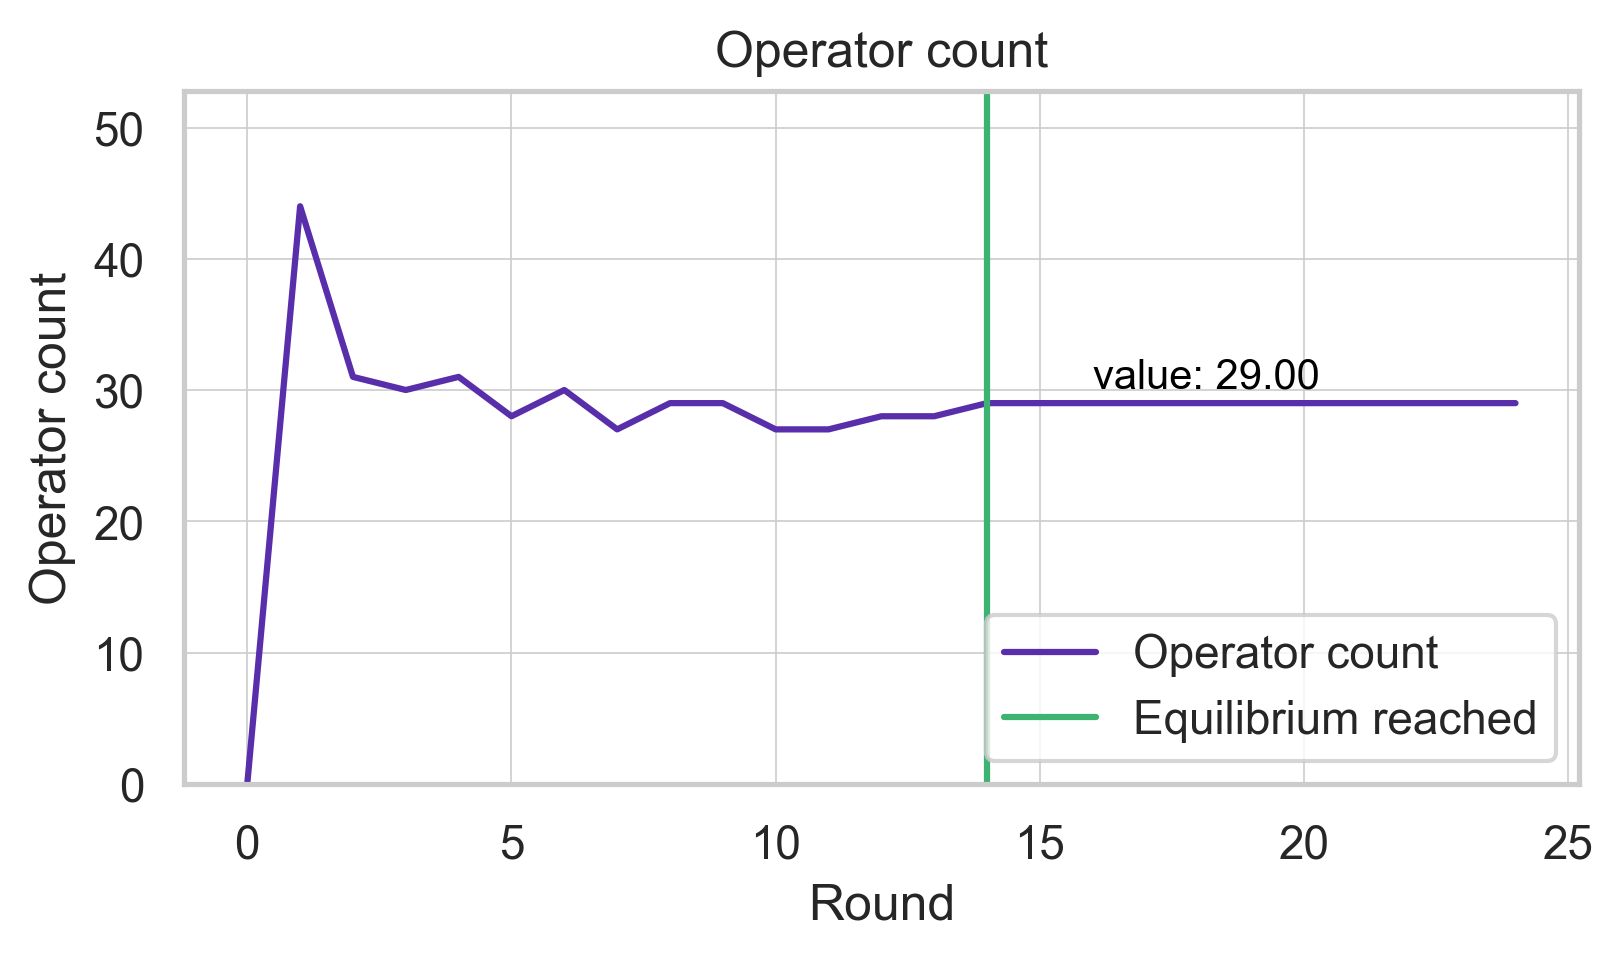 Operator count
Operator count
50
40
30
20
10
0
value: 29.00
Operator count
Equilibrium reached
0 5 10 15 20 25
Round